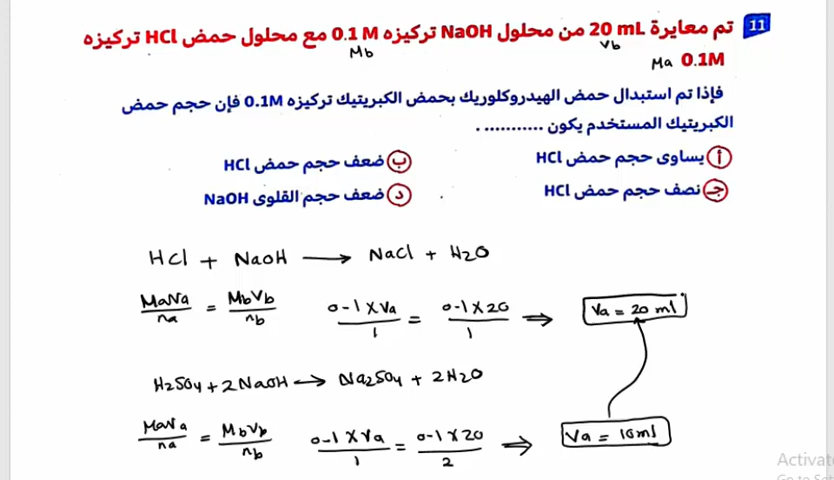 11 تم معايرة 20 mL من محلول NaOH تركيزه 0.1 M مع محلول حمض HCl تركيزه
Vb Mb
0.1M Ma
فإذا تم استبدال حمض الهيدروكلوريك بحمض الكبريتيك تركيزه 0.1M فإن حجم حمض
الكبريتيك المستخدم يكون ........... .
أ يساوى حجم حمض HCl
ب ضعف حجم حمض HCl
جـ نصف حجم حمض HCl
د ضعف حجم القلوى NaOH
HCl + NaOH ⟶ NaCl + H2O
MaVa/na = MbVb/nb 0-1 X Va/1 = 0-1 X 20/1 ⟹ Va = 20 ml
H2SO4 + 2NaOH ⟶ Na2SO4 + 2H2O
MaVa/na = MbVb/nb 0-1 X Va/1 = 0-1 X 20/2 ⟹ Va = 10ml
Activate